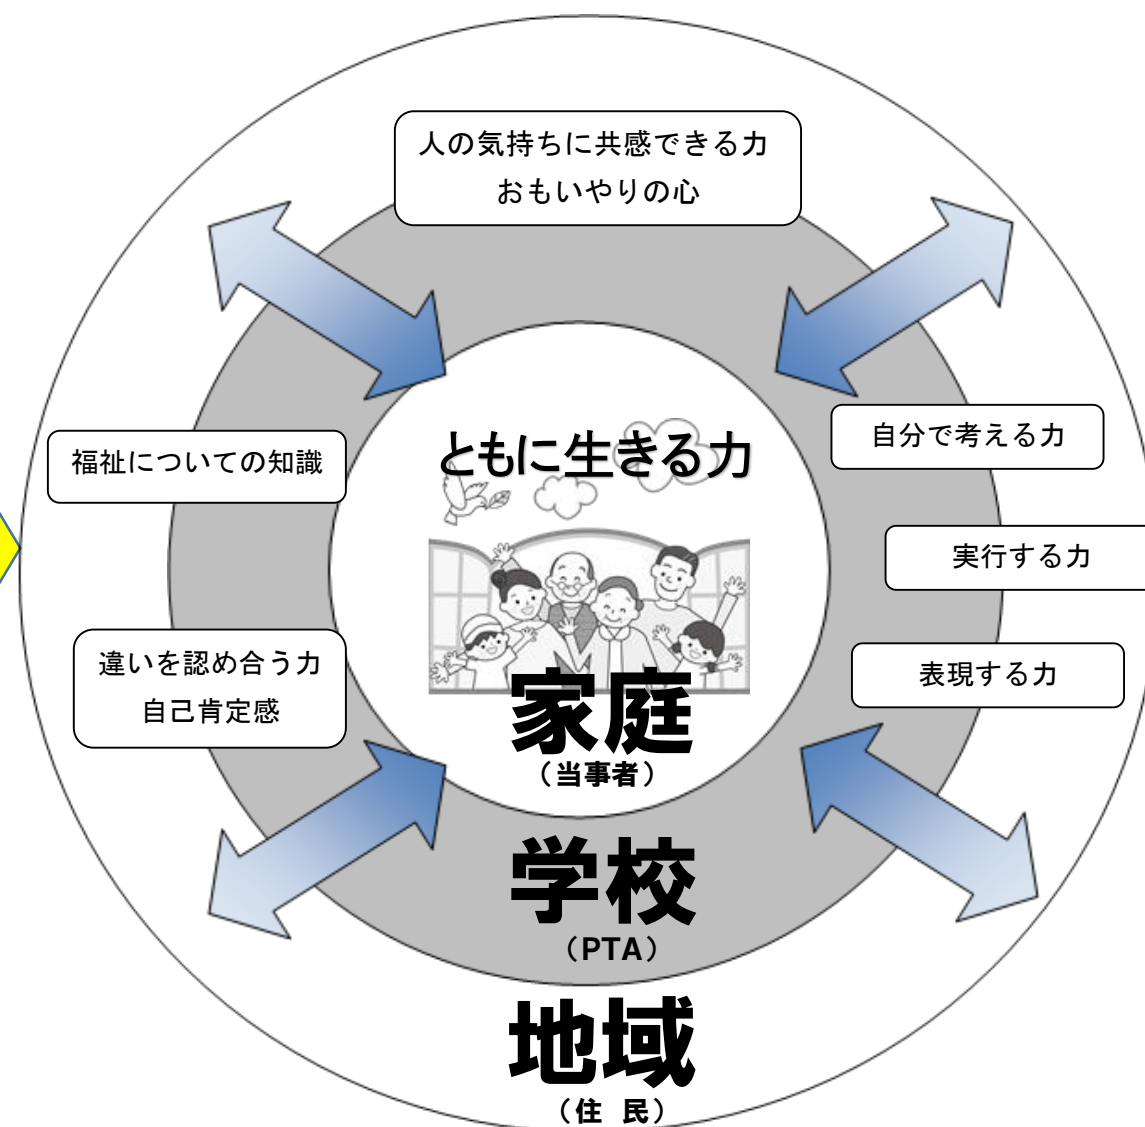 人の気持ちに共感できる力
おもいやりの心
自分で考える力
福祉についての知識
ともに生きる力
実行する力
違いを認め合う力
自己肯定感
表現する力
家庭
（当事者）
学校
（PTA）
地域
（住 民）